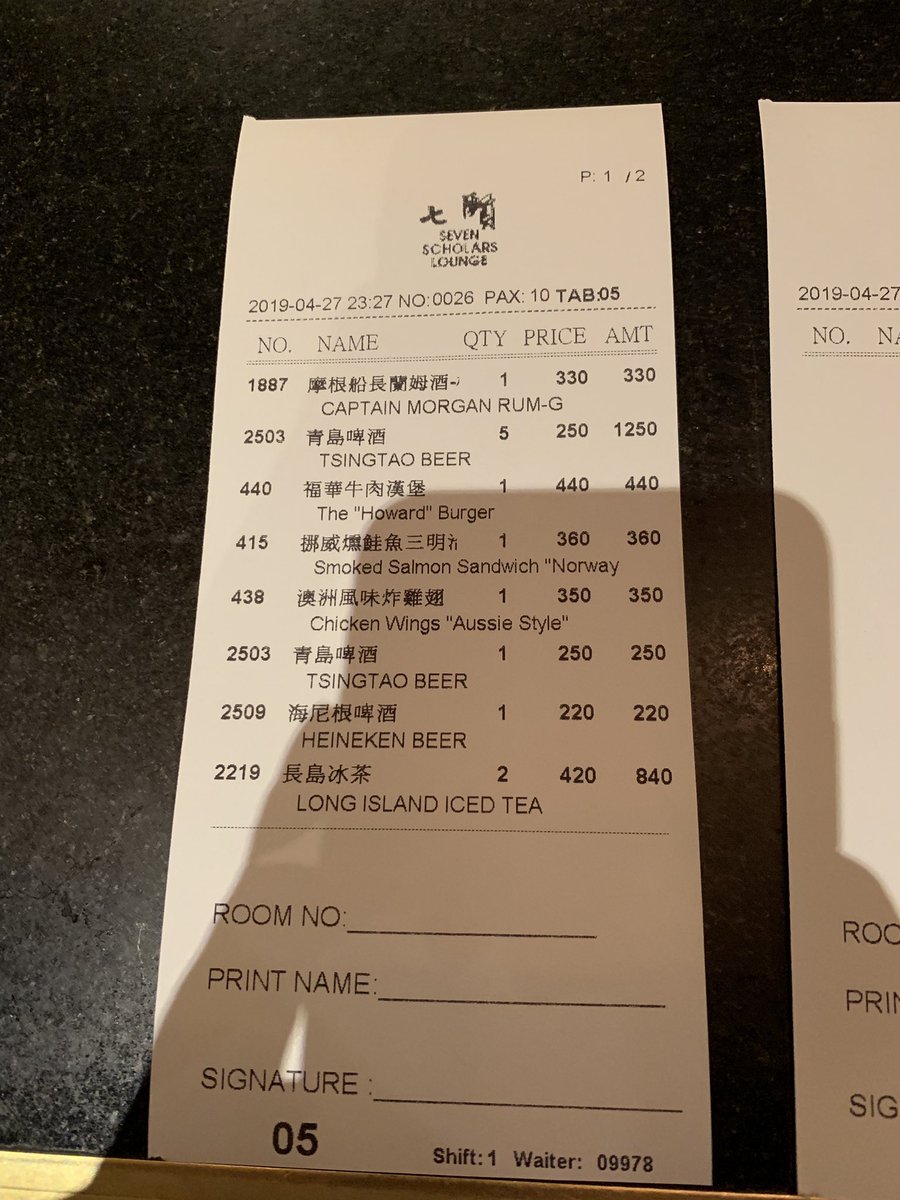 P: 1 / 2
七賢
SEVEN
SCHOLARS
LOUNGE
2019-04-27 23:27 NO:0026 PAX: 10 TAB:05
NO. NAME QTY PRICE AMT
1887 摩根船長蘭姆酒- 1 330 330
CAPTAIN MORGAN RUM-G
2503 青島啤酒 5 250 1250
TSINGTAO BEER
440 福華牛肉漢堡 1 440 440
The "Howard" Burger
415 挪威燻鮭魚三明 1 360 360
Smoked Salmon Sandwich "Norway
438 澳洲風味炸雞翅 1 350 350
Chicken Wings "Aussie Style"
2503 青島啤酒 1 250 250
TSINGTAO BEER
2509 海尼根啤酒 1 220 220
HEINEKEN BEER
2219 長島冰茶 2 420 840
LONG ISLAND ICED TEA
ROOM NO:
PRINT NAME:
SIGNATURE :
05
Shift: 1 Waiter: 09978
2019-04-27
NO. NA
ROO
PRIN
SIG